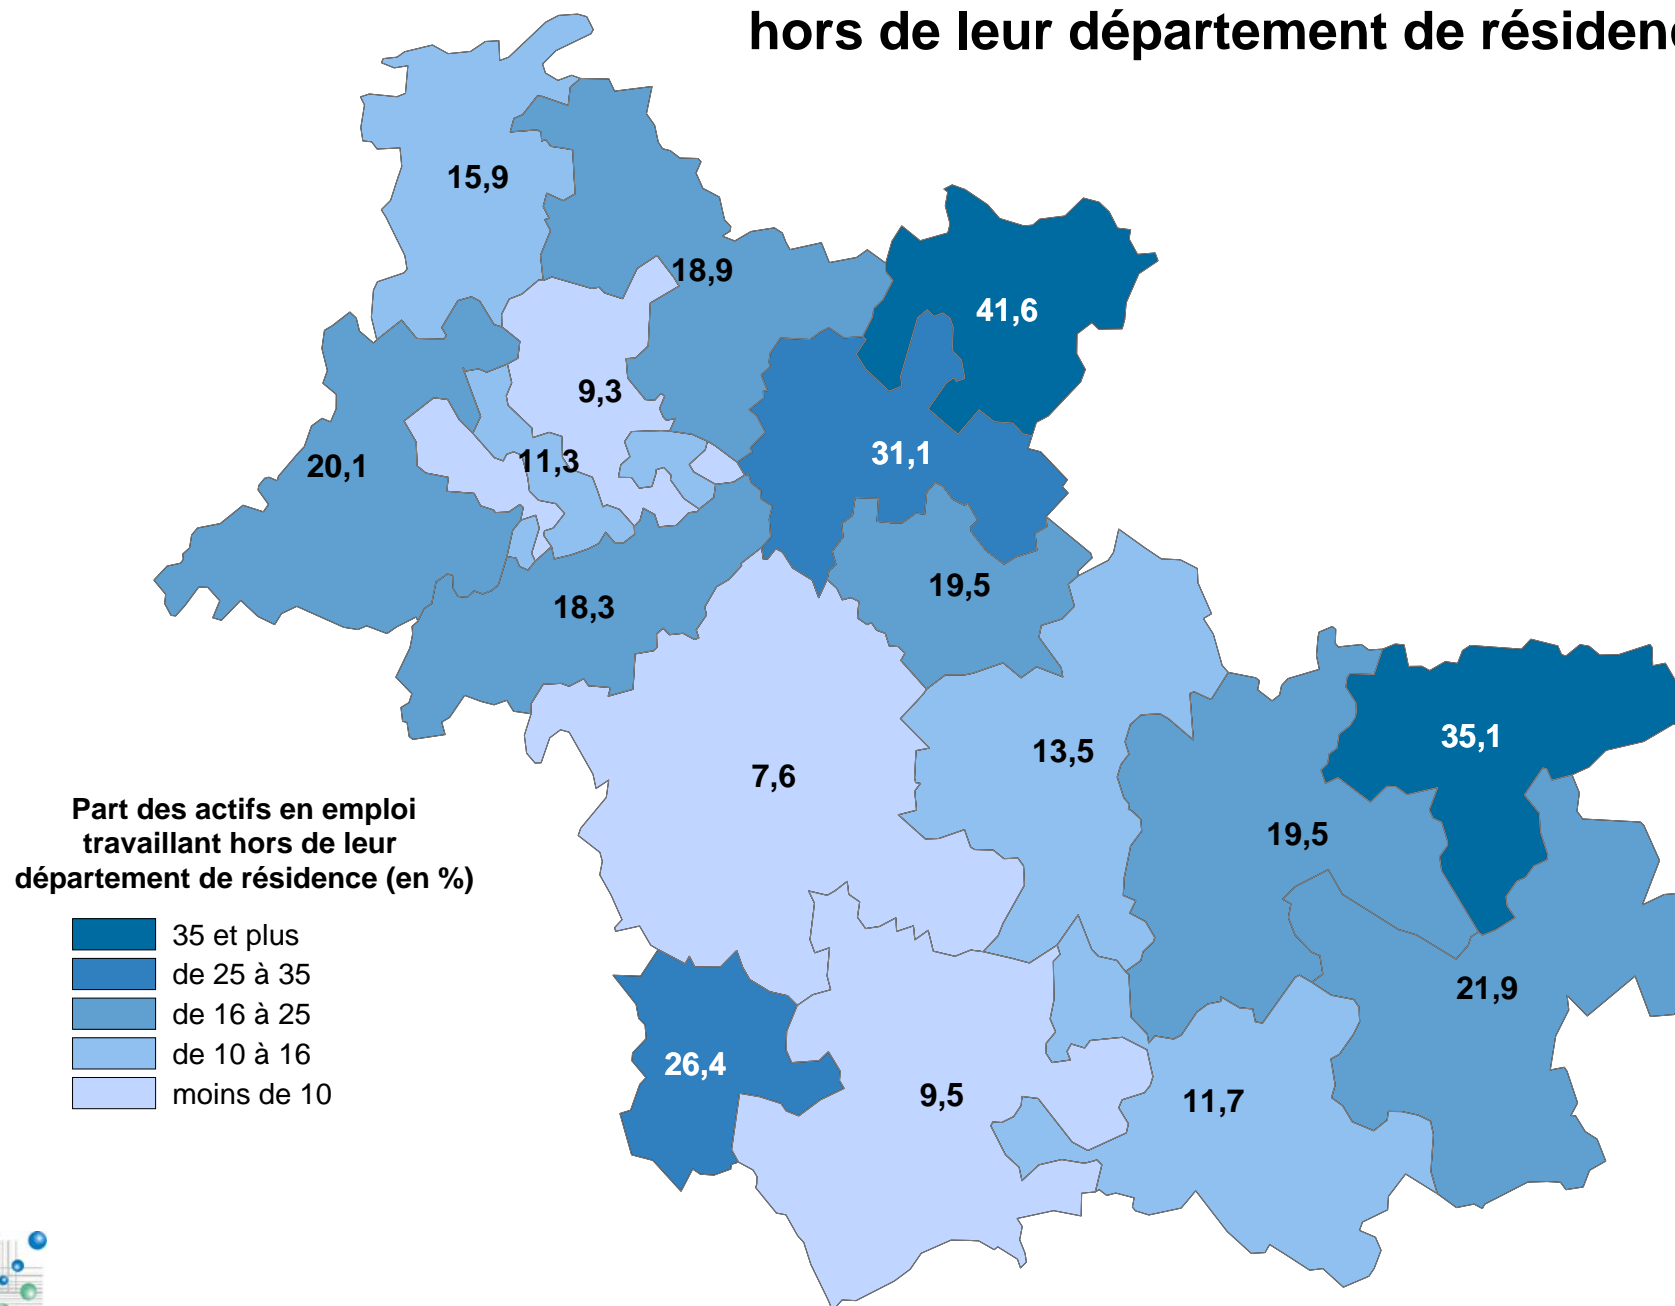 hors de leur département de
15,9
18,9
41,6
9,3
31,1
20,1
11,3
19,5
18,3
35,1
13,5
7,6
19,5
21,9
26,4
9,5
11,7
Part des actifs en emploi
travaillant hors de leur
département de résidence (en %)
35 et plus
de 25 à 35
de 16 à 25
de 10 à 16
moins de 10